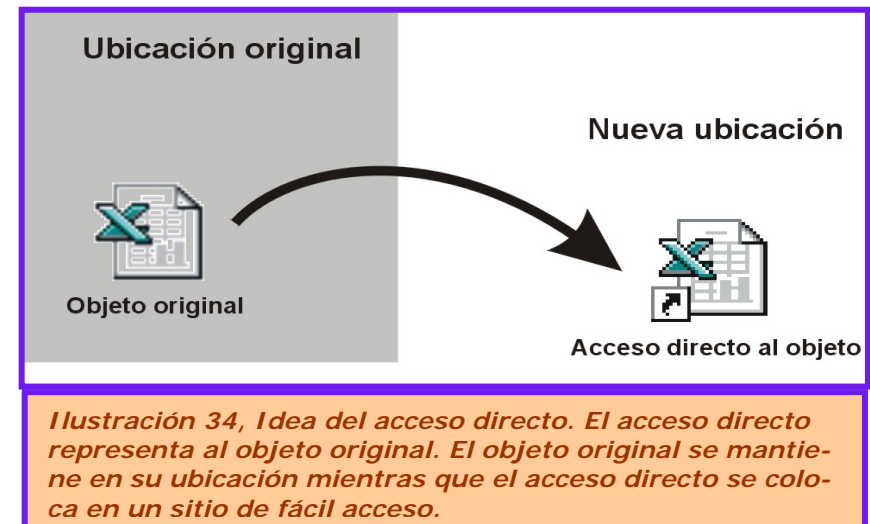 Ubicación original
Nueva ubicación
Objeto original
Acceso directo al objeto
Ilustración 34, Idea del acceso directo. El acceso directo
representa al objeto original. El objeto original se mantie-
ne en su ubicación mientras que el acceso directo se colo-
ca en un sitio de fácil acceso.